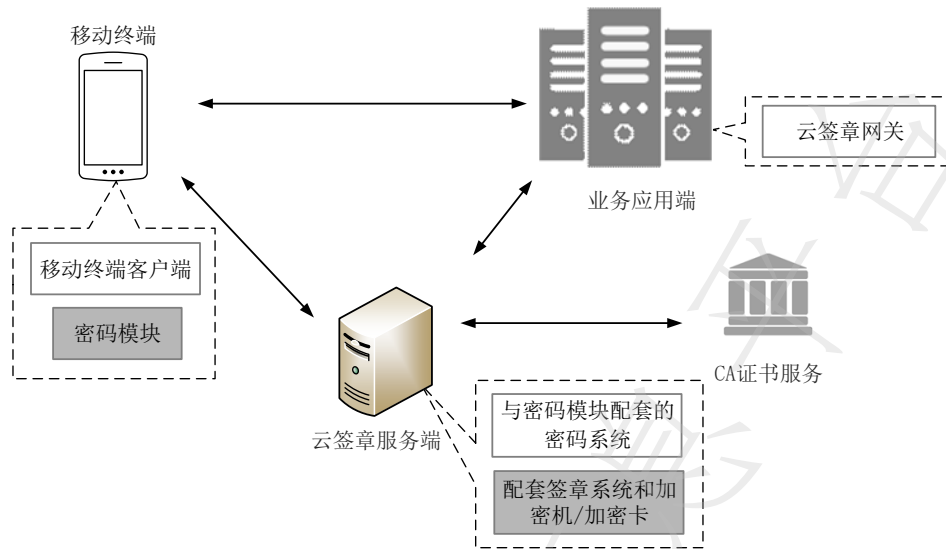 移动终端
云签章网关
业务应用端
移动终端客户端
密码模块
CA证书服务
云签章服务端
与密码模块配套的
密码系统
配套签章系统和加
密机/加密卡